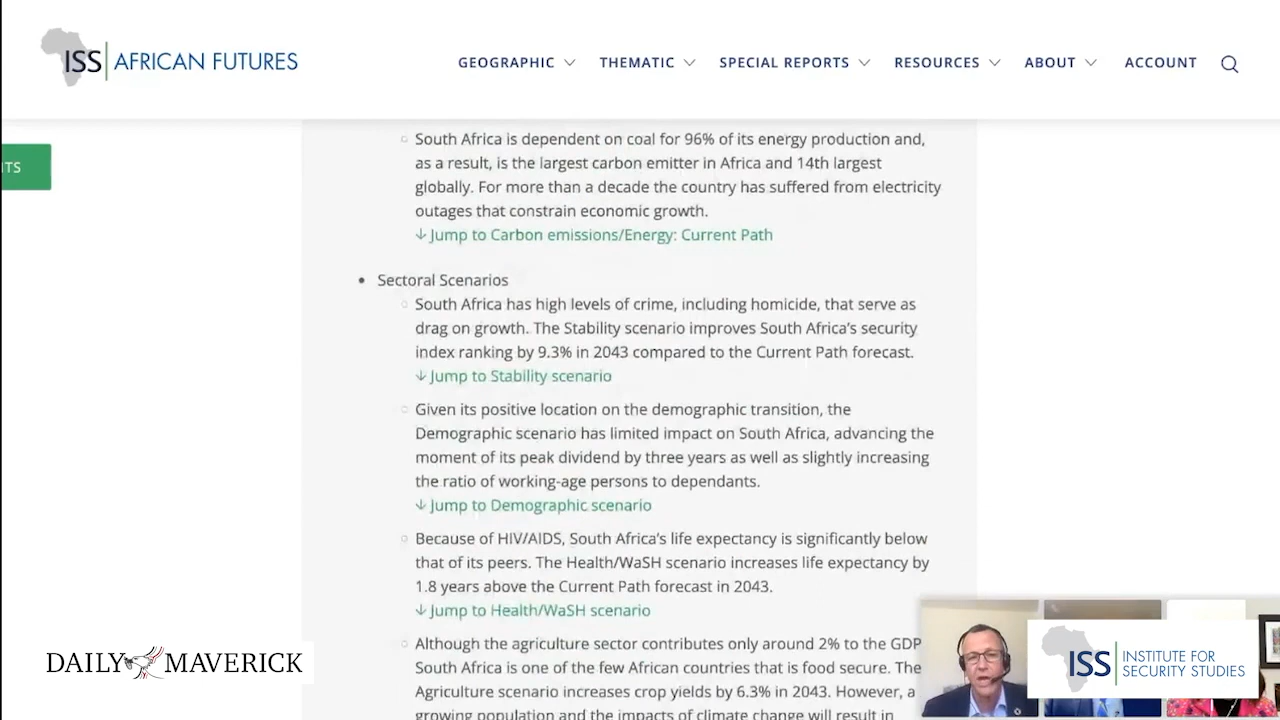 ISS AFRICAN FUTURES
GEOGRAPHIC THEMATIC SPECIAL REPORTS RESOURCES ABOUT ACCOUNT
South Africa is dependent on coal for 96% of its energy production and,
as a result, is the largest carbon emitter in Africa and 14th largest
globally. For more than a decade the country has suffered from electricity
outages that constrain economic growth.
↓ Jump to Carbon emissions/Energy: Current Path
TS
Sectoral Scenarios
South Africa has high levels of crime, including homicide, that serve as
drag on growth. The Stability scenario improves South Africa's security
index ranking by 9.3% in 2043 compared to the Current Path forecast.
↓ Jump to Stability scenario
Given its positive location on the demographic transition, the
Demographic scenario has limited impact on South Africa, advancing the
moment of its peak dividend by three years as well as slightly increasing
the ratio of working-age persons to dependants.
↓ Jump to Demographic scenario
Because of HIV/AIDS, South Africa's life expectancy is significantly below
that of its peers. The Health/WaSH scenario increases life expectancy by
1.8 years above the Current Path forecast in 2043.
↓ Jump to Health/WaSH scenario
Although the agriculture sector contributes only around 2% to the GDP
South Africa is one of the few African countries that is food secure. The
Agriculture scenario increases crop yields by 6.3% in 2043. However, a
growing population and the impacts of climate change will result in
DAILY MAVERICK
ISS INSTITUTE FOR
SECURITY STUDIES